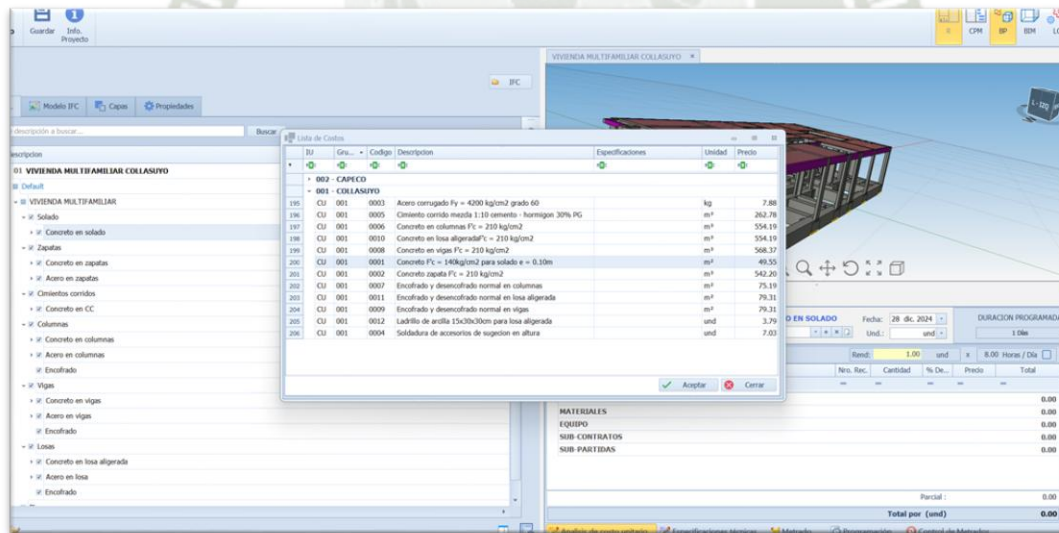 Guardar
Info.
Proyecto
CPM
BP
BIM
VIVIENDA MULTIFAMILIAR COLLASUYO
IFC
Modelo IFC
Capas
Propiedades
descripción a buscar...
Buscar
01 VIVIENDA MULTIFAMILIAR COLLASUYO
Default
VIVIENDA MULTIFAMILIAR
Solado
Concreto en solado
Zapatas
Concreto en zapatas
Acero en zapatas
Cimientos corridos
Concreto en CC
Columnas
Concreto en columnas
Acero en columnas
Encofrado
Vigas
Concreto en vigas
Acero en vigas
Encofrado
Losas
Concreto en losa aligerada
Acero en losa
Encofrado
Lista de Costos
IU Gru... Codigo Descripcion Especificaciones Unidad Precio
002 - CAPECO
001 - COLLASUYO
195 CU 001 0003 Acero corrugado Fy = 4200 kg/cm2 grado 60 kg 7.88
196 CU 001 0005 Cimiento corrido mezda 1:10 cemento - hormigon 30% PG m³ 262.78
197 CU 001 0006 Concreto en columnas f'c = 210 kg/cm2 m³ 554.19
198 CU 001 0010 Concreto en losa aligeradaf'c = 210 kg/cm2 m³ 554.19
199 CU 001 0008 Concreto en vigas f'c = 210 kg/cm2 m³ 568.37
200 CU 001 0001 Concreto f'c = 140kg/cm2 para solado e = 0.10m m² 49.55
201 CU 001 0002 Concreto zapata f'c = 210 kg/cm2 m³ 542.20
202 CU 001 0007 Encofrado y desencofrado normal en columnas m² 75.19
203 CU 001 0011 Encofrado y desencofrado normal en losa aligerada m² 79.31
204 CU 001 0009 Encofrado y desencofrado normal en vigas m² 79.31
205 CU 001 0012 Ladrillo de arcilla 15x30x30cm para losa aligerada und 3.79
206 CU 001 0004 Soldadura de accesorios de sugecion en altura und 7.03
Aceptar
Cerrar
L - IZQ
O EN SOLADO
Fecha: 28 dic. 2024
DURACION PROGRAMADA
Und.: und
1 Días
Rend: 1.00 und x 8.00 Horas / Día
Nro. Rec. Cantidad % De... Precio Total
0.00
MATERIALES 0.00
EQUIPO 0.00
SUB-CONTRATOS 0.00
SUB-PARTIDAS 0.00
Parcial : 0.00
Total por (und) 0.00
Analisis de costo unitario
Especificaciones técnicas
Metrado
Programación
Control de Metrados